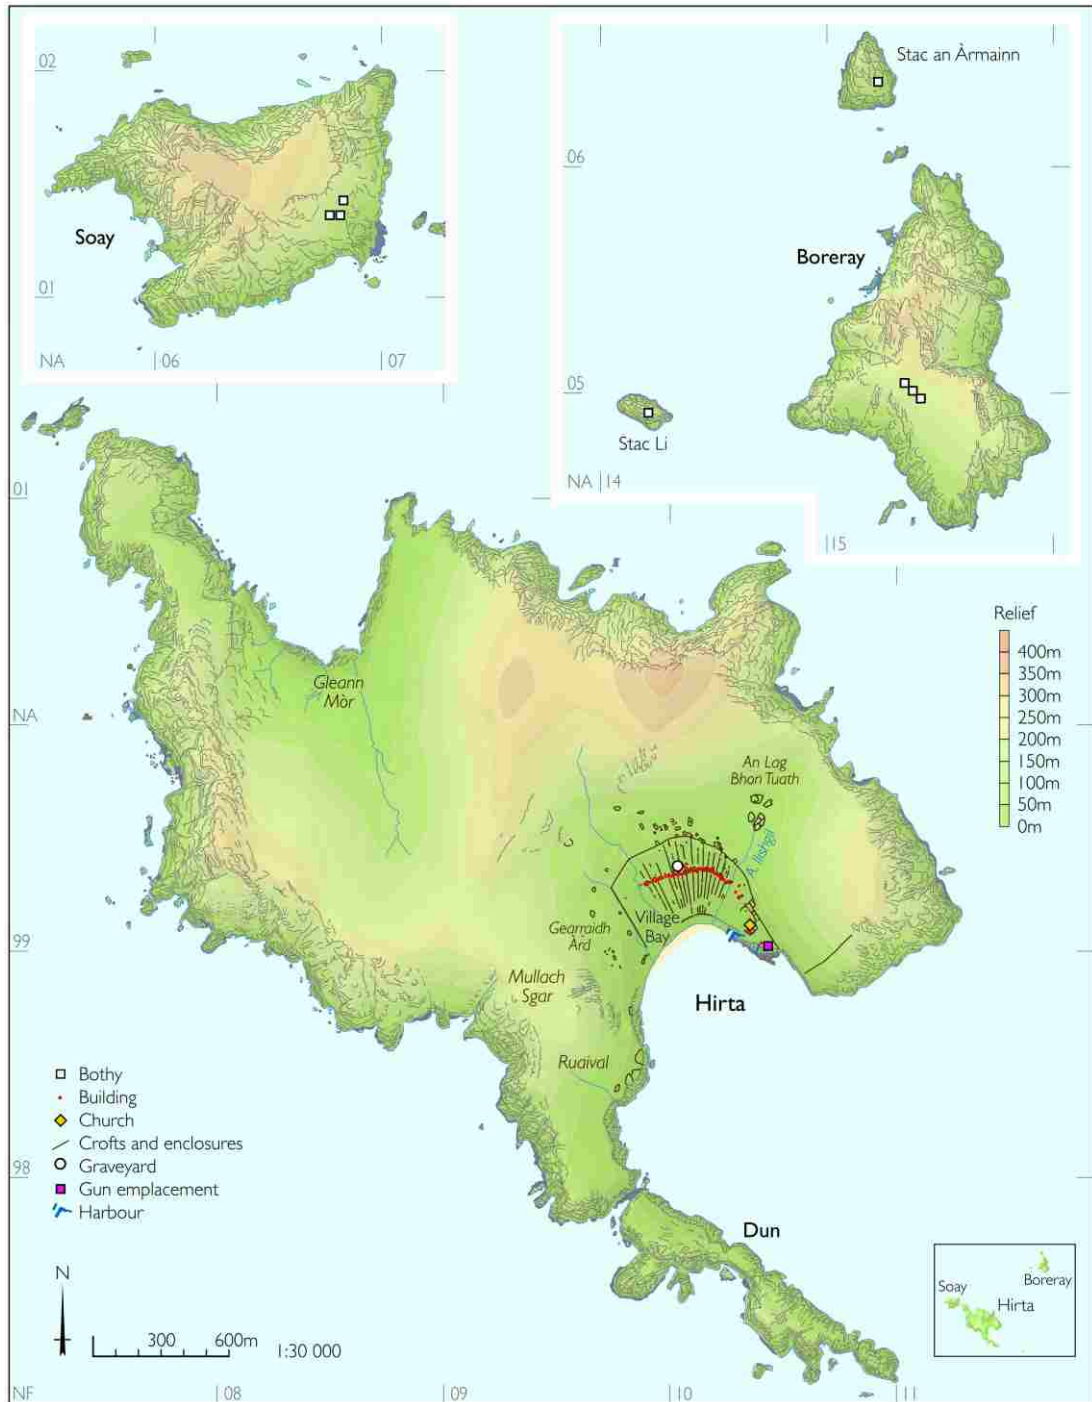 02
Soay
01
NA
06
07
Stac an Àrmainn
06
Boreray
05
Stac Li
NA
14
15
01
Relief
400m
350m
300m
250m
200m
150m
100m
50m
0m
Gleann
Mòr
NA
An Lag
Bhon Tuath
Village
Bay
Gearraidh
Àrd
99
Mullach
Sgar
Hirta
Ruaival
Bothy
Building
Church
Crofts and enclosures
Graveyard
Gun emplacement
Harbour
98
Dun
N
300
600m
1:30 000
Soay
Boreray
Hirta
NF
08
09
10
11